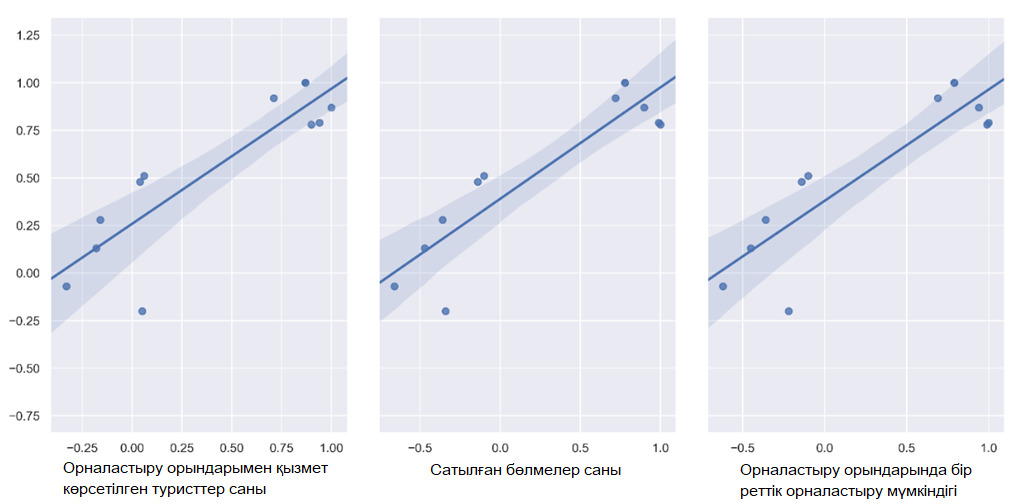 1.25
1.00
0.75
0.50
0.25
0.00
−0.25
−0.50
−0.75
−0.25 0.00 0.25 0.50 0.75 1.00
Орналастыру орындарымен қызмет
көрсетілген туристтер саны
−0.5 0.0 0.5 1.0
Сатылған бөлмелер саны
−0.5 0.0 0.5 1.0
Орналастыру орындарында бір
реттік орналастыру мүмкіндігі